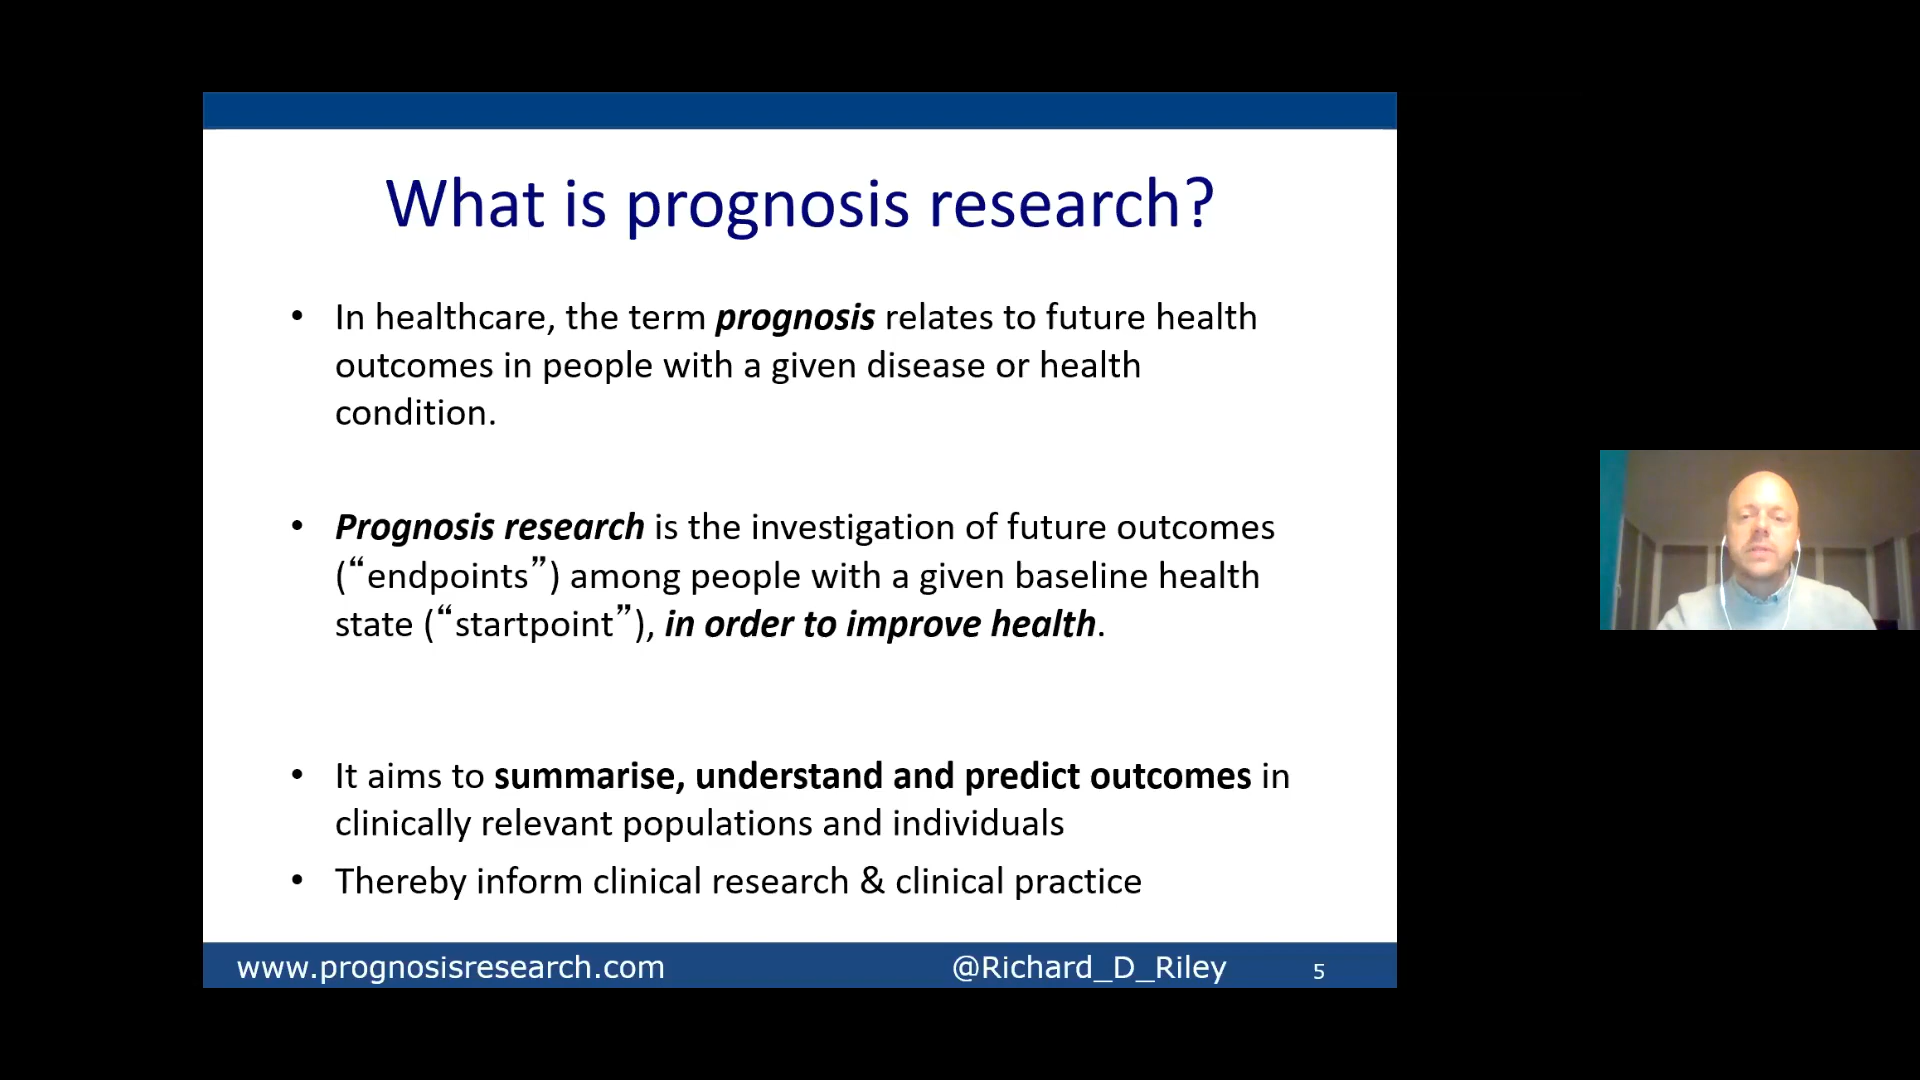 What is prognosis research?
• In healthcare, the term prognosis relates to future health
outcomes in people with a given disease or health
condition.
• Prognosis research is the investigation of future outcomes
(“endpoints”) among people with a given baseline health
state (“startpoint”), in order to improve health.
• It aims to summarise, understand and predict outcomes in
clinically relevant populations and individuals
• Thereby inform clinical research & clinical practice
www.prognosisresearch.com @Richard_D_Riley 5